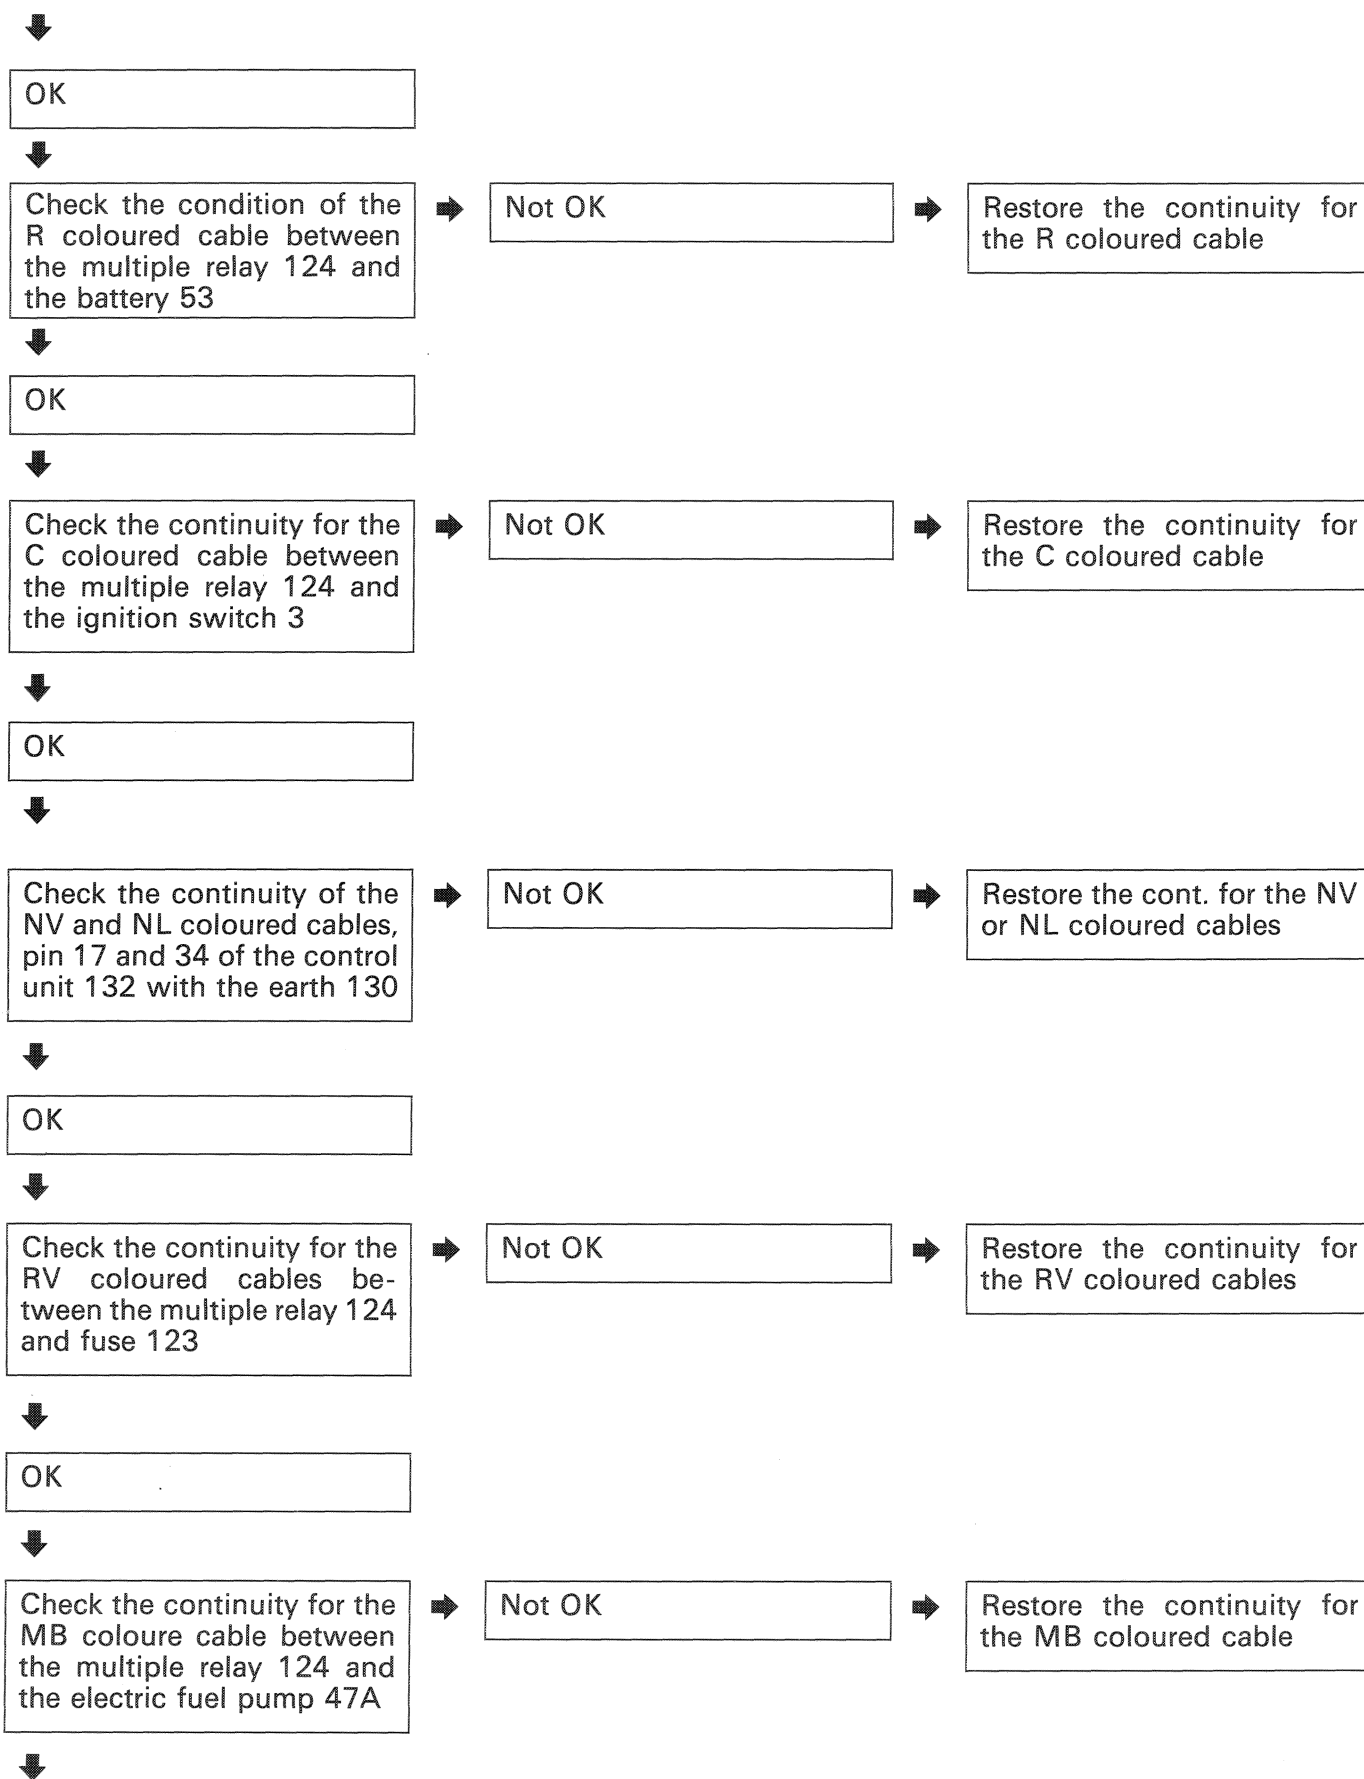 OK
Check the condition of the
R coloured cable between
the multiple relay 124 and
the battery 53
Not OK
Restore the continuity for
the R coloured cable
OK
Check the continuity for the
C coloured cable between
the multiple relay 124 and
the ignition switch 3
Not OK
Restore the continuity for
the C coloured cable
OK
Check the continuity of the
NV and NL coloured cables,
pin 17 and 34 of the control
unit 132 with the earth 130
Not OK
Restore the cont. for the NV
or NL coloured cables
OK
Check the continuity for the
RV coloured cables be-
tween the multiple relay 124
and fuse 123
Not OK
Restore the continuity for
the RV coloured cables
OK
Check the continuity for the
MB coloure cable between
the multiple relay 124 and
the electric fuel pump 47A
Not OK
Restore the continuity for
the MB coloured cable